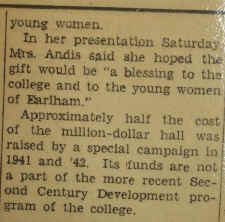 young women.
In her presentation Saturday
Mrs. Andis said she hoped the
gift would be "a blessing to the
college and to the young women
of Earlham."
Approximately half the cost
of the million-dollar hall was
raised by a special campaign in
1941 and '42. Its funds are not
a part of the more recent Sec-
ond Century Development pro-
gram of the college.